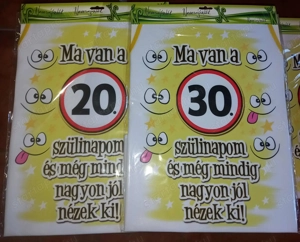 Ma van a
20.
szülinapom
és még mindig
nagyon jól
nézek ki!
Ma van a
30.
szülinapom
és még mindig
nagyon jól
nézek ki!